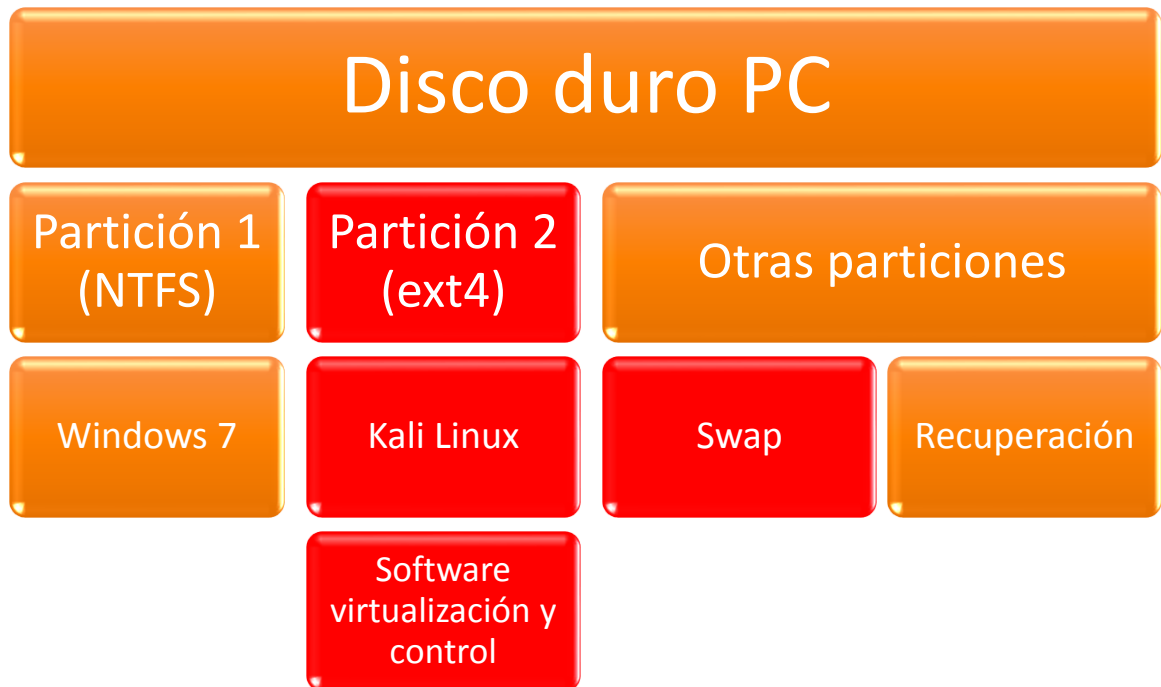 Disco duro PC
Partición 1
(NTFS)
Partición 2
(ext4)
Otras particiones
Windows 7
Kali Linux
Swap
Recuperación
Software
virtualización y
control